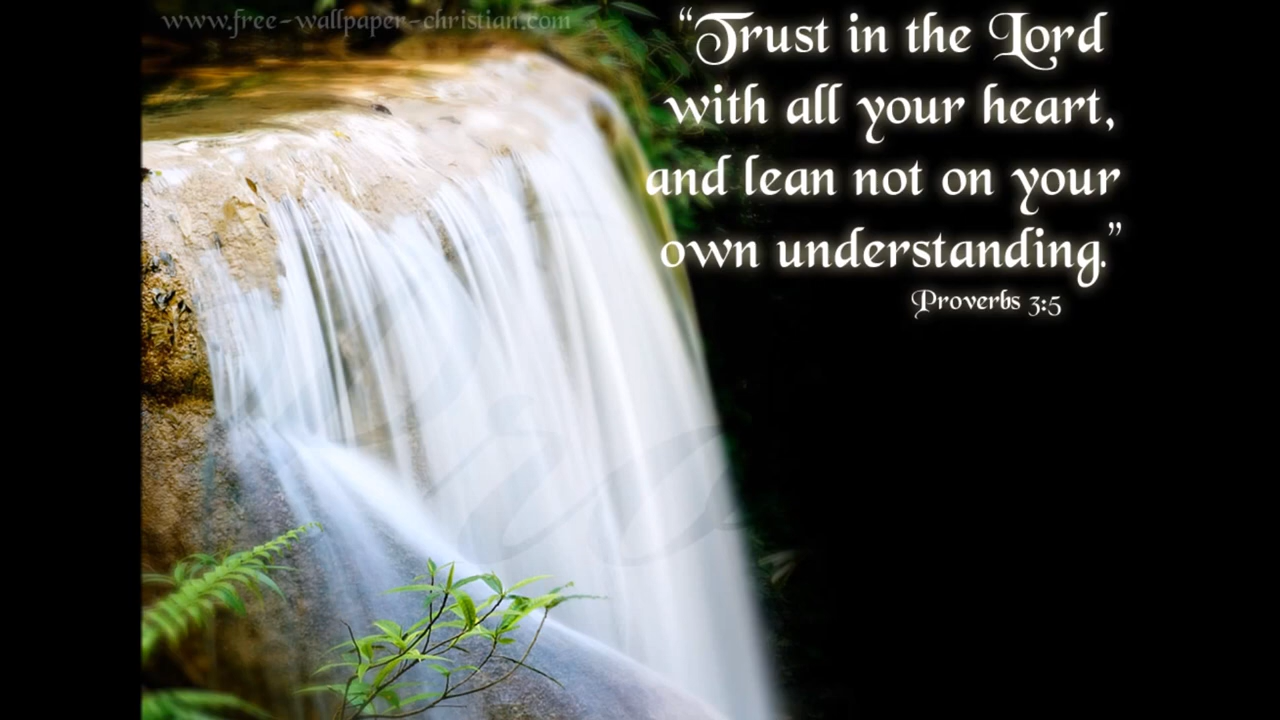 www.free-wallpaper-christian.com
“Trust in the Lord
with all your heart,
and lean not on your
own understanding.”
Proverbs 3:5